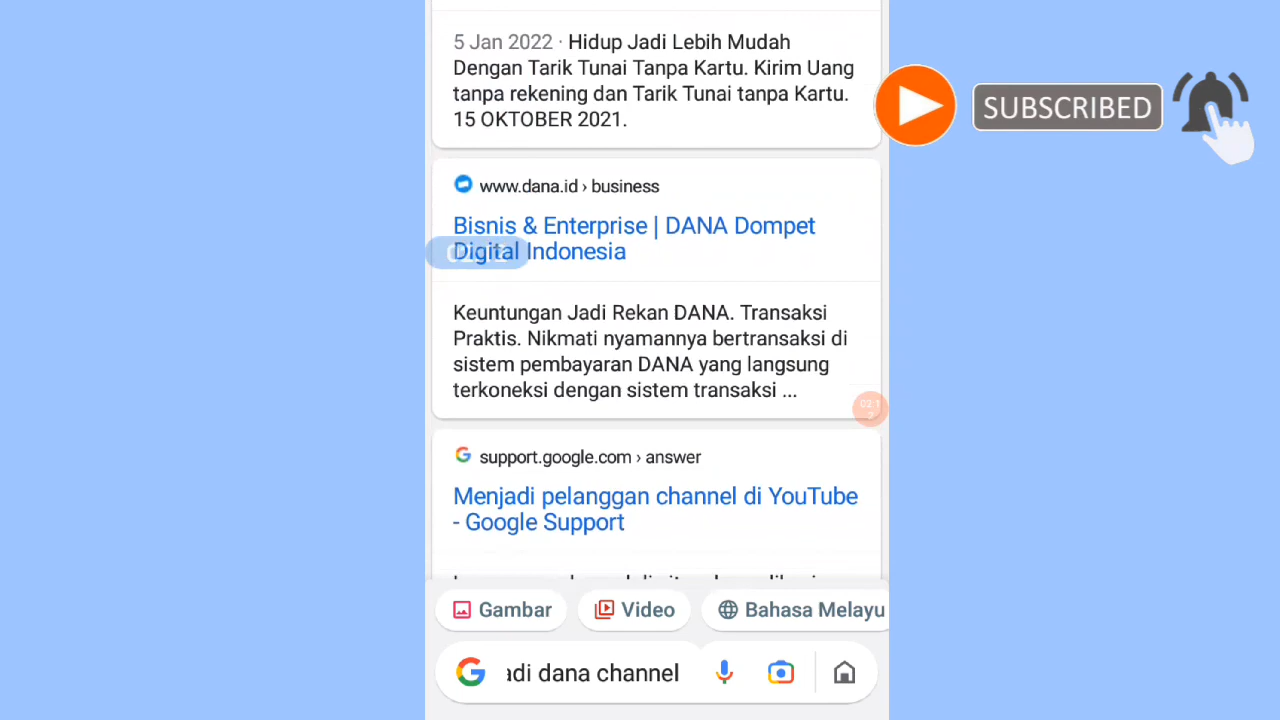 5 Jan 2022 · Hidup Jadi Lebih Mudah
Dengan Tarik Tunai Tanpa Kartu. Kirim Uang
tanpa rekening dan Tarik Tunai tanpa Kartu.
15 OKTOBER 2021.
SUBSCRIBED
www.dana.id › business
Bisnis & Enterprise | DANA Dompet
Digital Indonesia
Keuntungan Jadi Rekan DANA. Transaksi
Praktis. Nikmati nyamannya bertransaksi di
sistem pembayaran DANA yang langsung
terkoneksi dengan sistem transaksi ...
support.google.com › answer
Menjadi pelanggan channel di YouTube
- Google Support
Gambar
Video
Bahasa Melayu
adi dana channel